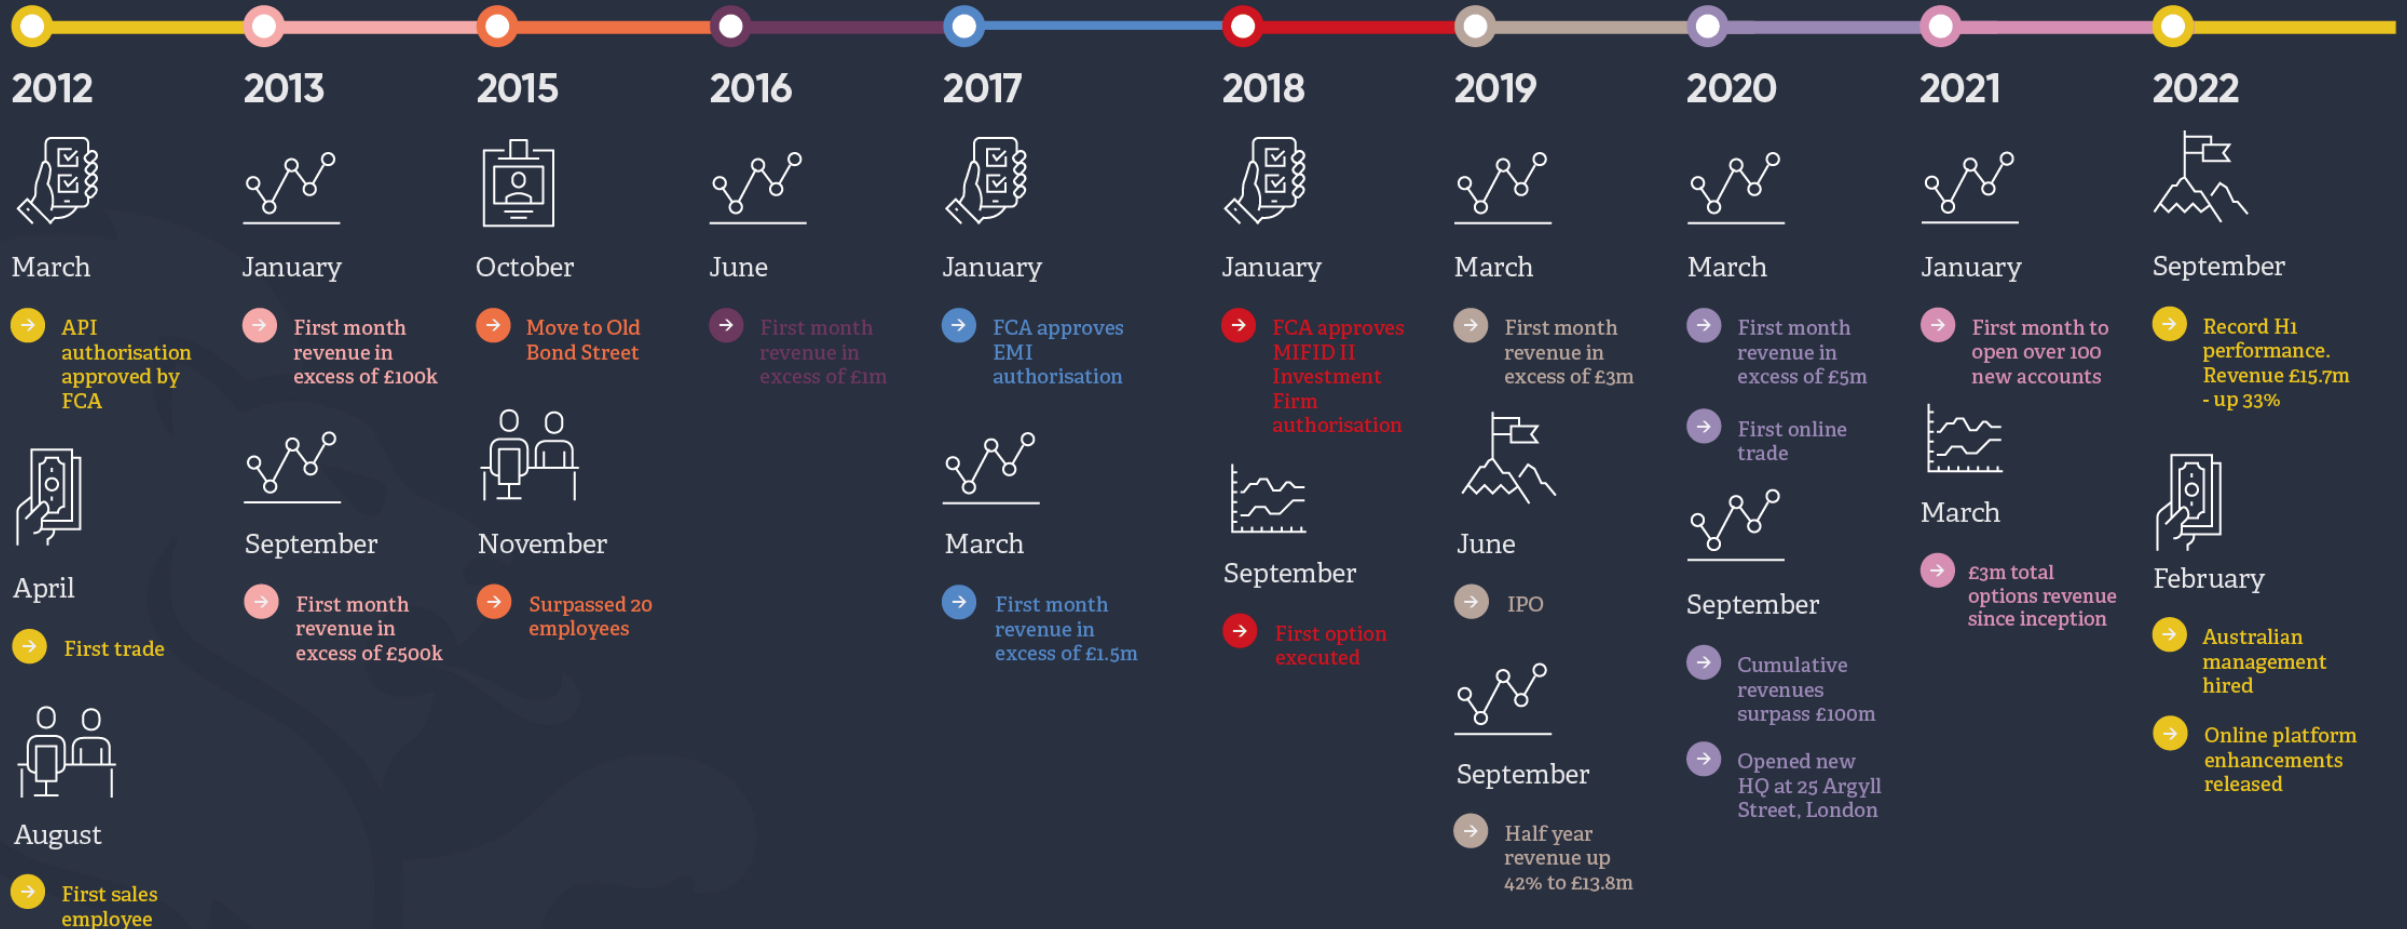 2012
March
API
authorisation
approved by
FCA
April
First trade
August
First sales
employee
2013
January
First month
revenue in
excess of £100k
September
First month
revenue in
excess of £500k
2015
October
Move to Old
Bond Street
November
Surpassed 20
employees
2016
June
First month
revenue in
excess of £1m
2017
January
FCA approves
EMI
authorisation
March
First month
revenue in
excess of £1.5m
2018
January
FCA approves
MIFID II
Investment
Firm
authorisation
September
First option
executed
2019
March
First month
revenue in
excess of £3m
June
IPO
September
Half year
revenue up
42% to £13.8m
2020
March
First month
revenue in
excess of £5m
First online
trade
September
Cumulative
revenues
surpass £100m
Opened new
HQ at 25 Argyll
Street, London
2021
January
First month to
open over 100
new accounts
March
£3m total
options revenue
since inception
2022
September
Record H1
performance.
Revenue £15.7m
- up 33%
February
Australian
management
hired
Online platform
enhancements
released